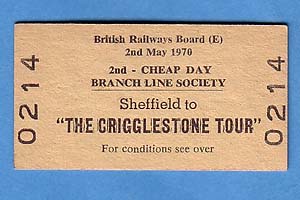 British Railways Board (E)
2nd May 1970
2nd - CHEAP DAY
BRANCH LINE SOCIETY
Sheffield to
"THE CRIGGLESTONE TOUR"
For conditions see over
0214
0214